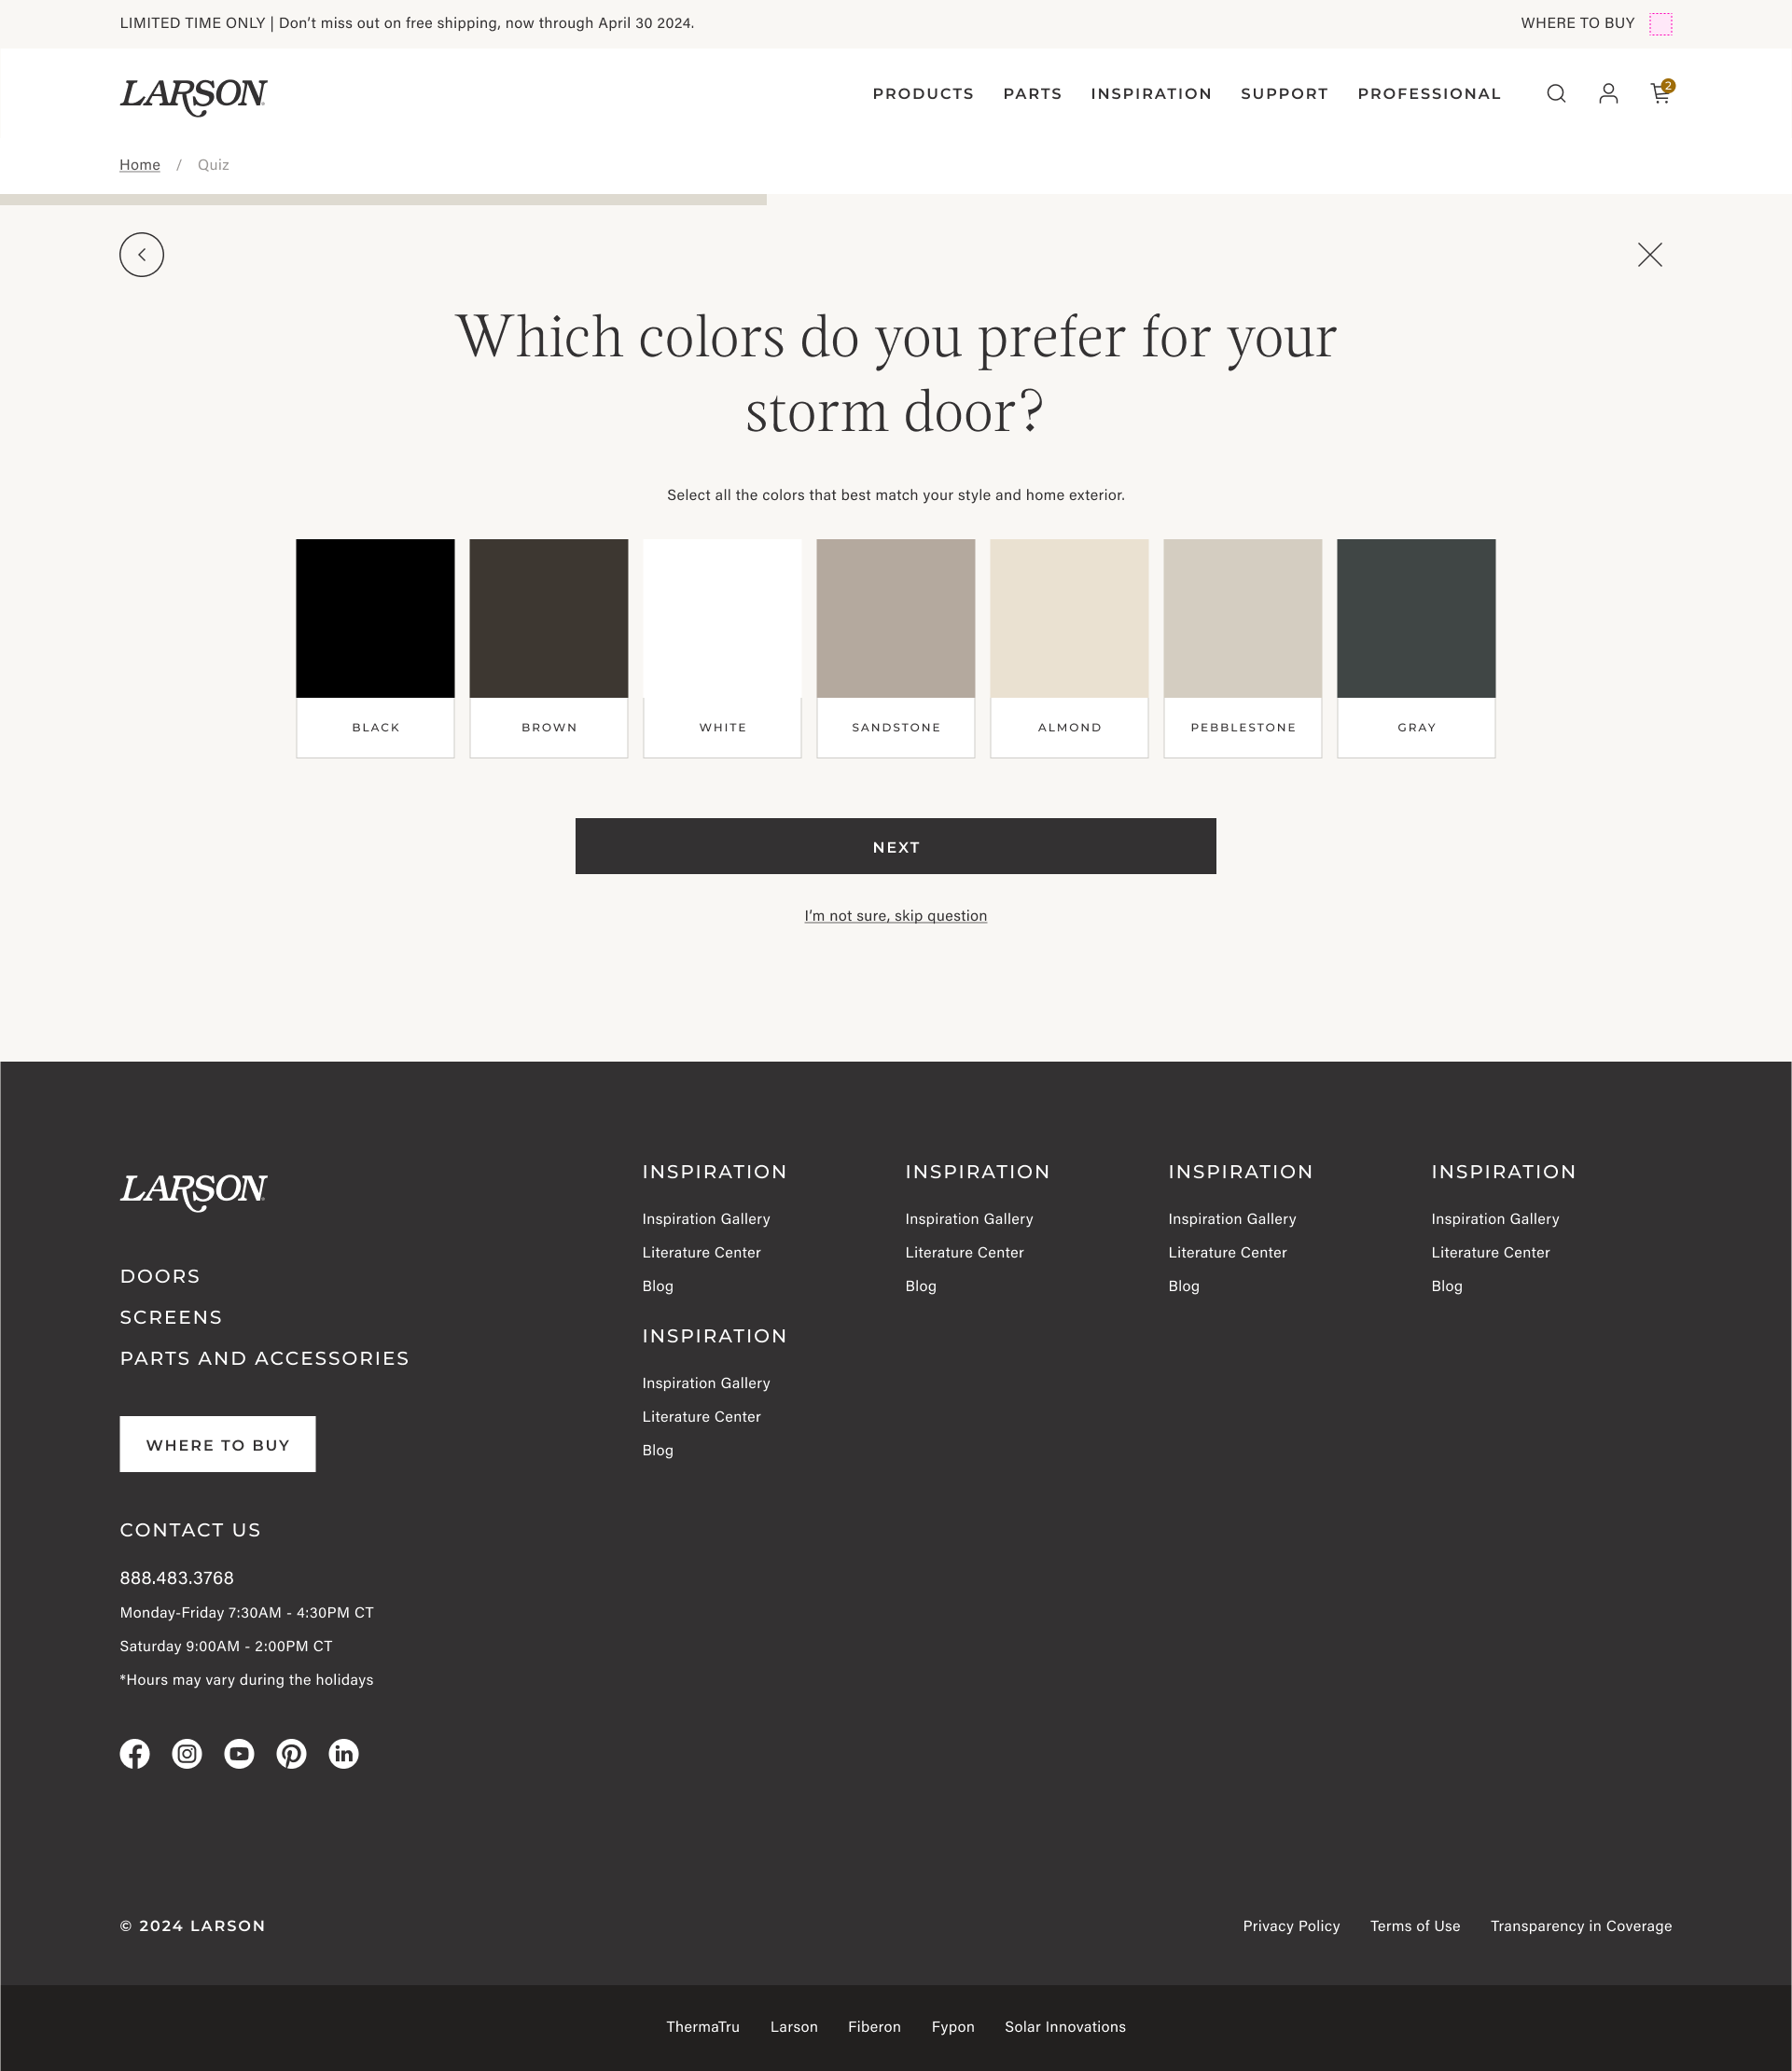 LIMITED TIME ONLY | Don’t miss out on free shipping, now through April 30 2024.
WHERE TO BUY
LARSON
PRODUCTS PARTS INSPIRATION SUPPORT PROFESSIONAL
2
Home / Quiz
Which colors do you prefer for your
storm door?
Select all the colors that best match your style and home exterior.
BLACK
BROWN
WHITE
SANDSTONE
ALMOND
PEBBLESTONE
GRAY
NEXT
I’m not sure, skip question
LARSON
DOORS
SCREENS
PARTS AND ACCESSORIES
WHERE TO BUY
CONTACT US
888.483.3768
Monday-Friday 7:30AM - 4:30PM CT
Saturday 9:00AM - 2:00PM CT
*Hours may vary during the holidays
INSPIRATION
Inspiration Gallery
Literature Center
Blog
INSPIRATION
Inspiration Gallery
Literature Center
Blog
INSPIRATION
Inspiration Gallery
Literature Center
Blog
INSPIRATION
Inspiration Gallery
Literature Center
Blog
INSPIRATION
Inspiration Gallery
Literature Center
Blog
© 2024 LARSON
Privacy Policy Terms of Use Transparency in Coverage
ThermaTru Larson Fiberon Fypon Solar Innovations